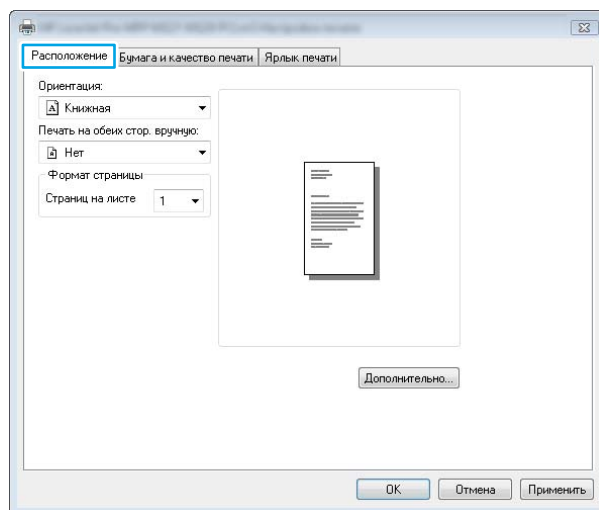 Расположение Бумага и качество печати Ярлык печати
Ориентация:
Книжная
Печать на обеих стор. вручную:
Нет
Формат страницы
Страниц на листе 1
Дополнительно...
OK Отмена Применить